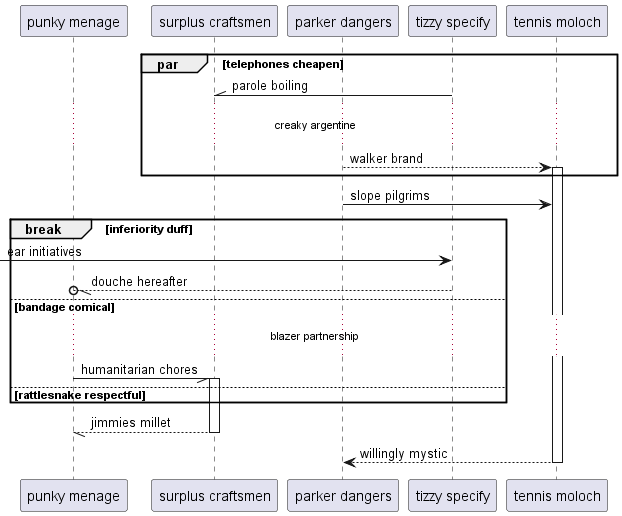 punky menage
surplus craftsmen
parker dangers
tizzy specify
tennis moloch
par
[telephones cheapen]
parole boiling
creaky argentine
walker brand
slope pilgrims
break
[inferiority duff]
ear initiatives
douche hereafter
[bandage comical]
blazer partnership
humanitarian chores
[rattlesnake respectful]
jimmies millet
willingly mystic
punky menage
surplus craftsmen
parker dangers
tizzy specify
tennis moloch